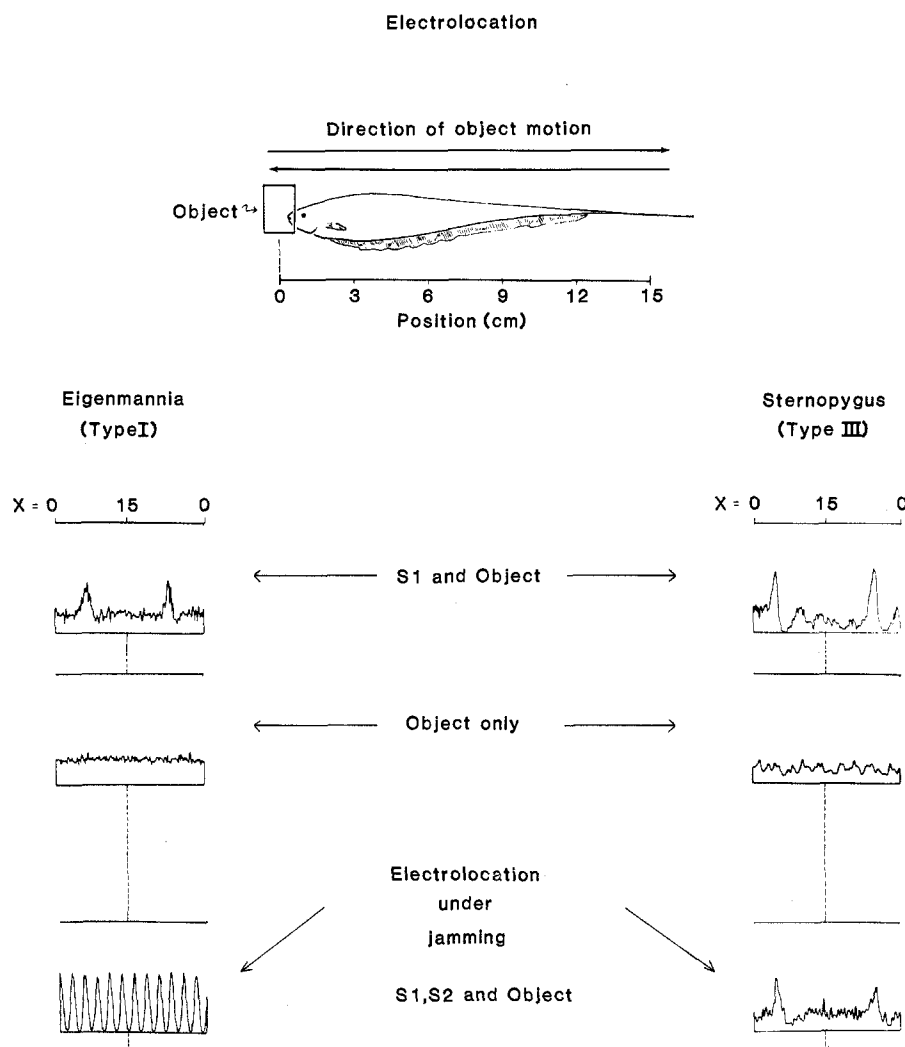 Electrolocation
Direction of object motion
Object
0 3 6 9 12 15
Position (cm)
Eigenmannia
(Type I)
Sternopygus
(Type III)
X = 0 15 0
X = 0 15 0
S1 and Object
Object only
Electrolocation
under
jamming
S1,S2 and Object